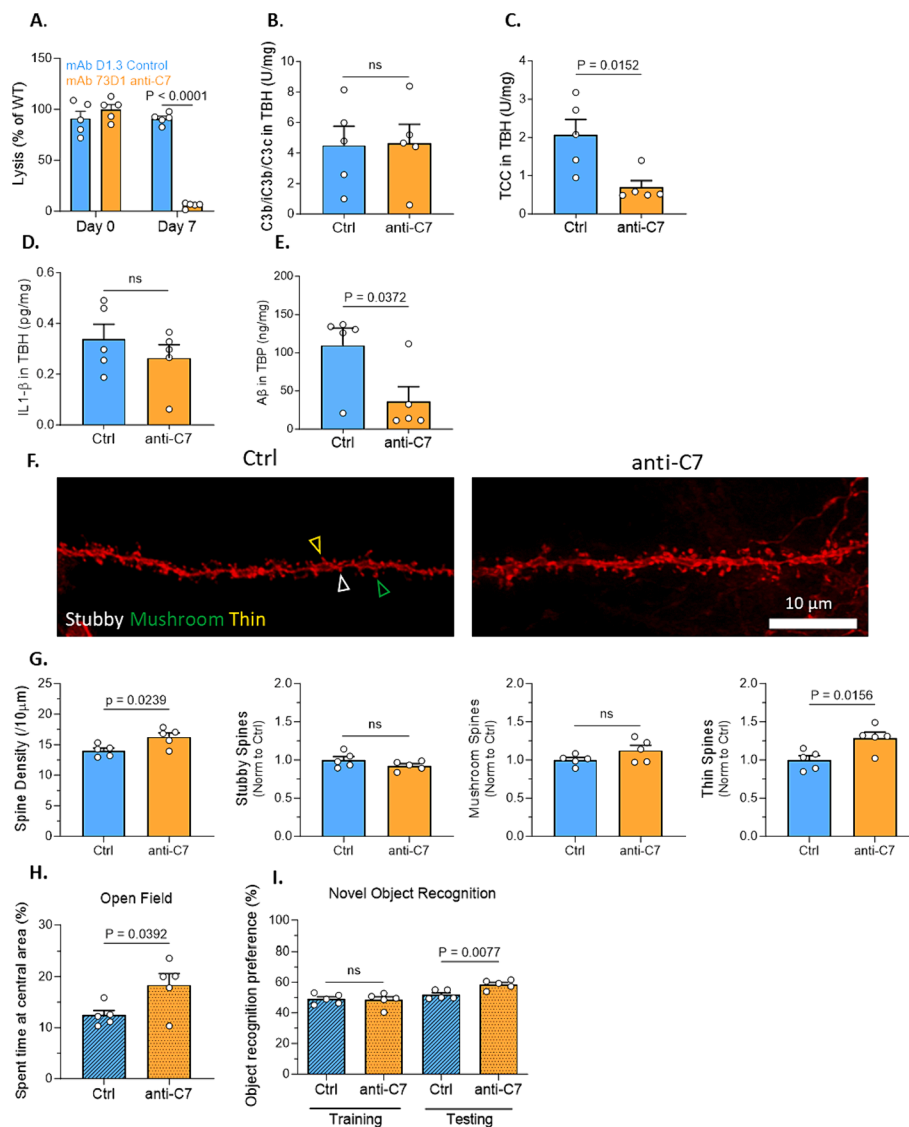 A.
mAb D1.3 Control
mAb 73D1 anti-C7
P < 0.0001
Lysis (% of WT)
150
100
50
0
Day 0
Day 7
B.
ns
C3b/iC3b/C3c in TBH (U/mg)
10
8
6
4
2
0
Ctrl
anti-C7
C.
P = 0.0152
TCC in TBH (U/mg)
4
3
2
1
0
Ctrl
anti-C7
D.
ns
IL1-β in TBH (pg/mg)
0.6
0.4
0.2
0.0
Ctrl
anti-C7
E.
P = 0.0372
Aβ in TBP (ng/mg)
200
150
100
50
0
Ctrl
anti-C7
F.
Ctrl
anti-C7
Stubby Mushroom Thin
10 µm
G.
p = 0.0239
Spine Density (/10µm)
25
20
15
10
5
0
Ctrl
anti-C7
ns
Stubby Spines
(Norm to Ctrl)
2.0
1.5
1.0
0.5
0.0
Ctrl
anti-C7
ns
Mushroom Spines
(Norm to Ctrl)
2.0
1.5
1.0
0.5
0.0
Ctrl
anti-C7
P = 0.0156
Thin Spines
(Norm to Ctrl)
2.0
1.5
1.0
0.5
0.0
Ctrl
anti-C7
H.
Open Field
P = 0.0392
Spent time at central area (%)
30
20
10
0
Ctrl
anti-C7
I.
Novel Object Recognition
ns
P = 0.0077
Object recognition preference (%)
100
80
60
40
20
0
Ctrl
anti-C7
Ctrl
anti-C7
Training
Testing